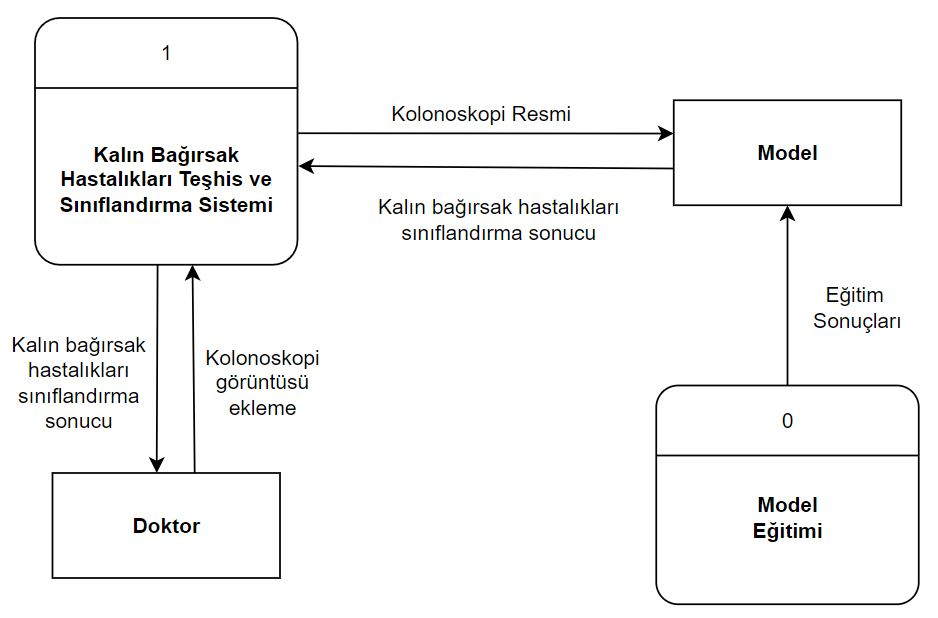 1
Kalın Bağırsak
Hastalıkları Teşhis ve
Sınıflandırma Sistemi
Kolonoskopi Resmi
Model
Kalın bağırsak hastalıkları
sınıflandırma sonucu
Eğitim
Sonuçları
Kalın bağırsak
hastalıkları
sınıflandırma
sonucu
Kolonoskopi
görüntüsü
ekleme
0
Model
Eğitimi
Doktor